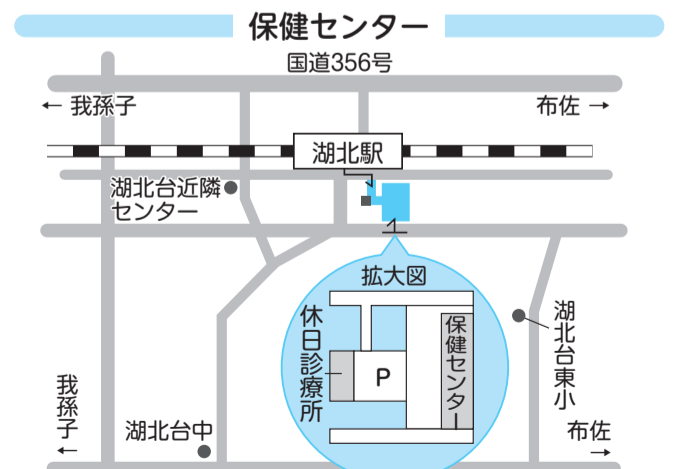 保健センター
国道356号
← 我孫子
布佐 →
湖北駅
湖北台近隣
センター
拡大図
休日診療所
P
保健センター
湖北台東小
我孫子
←
湖北台中
布佐
→